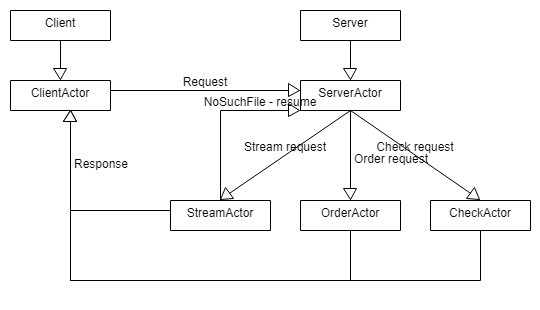 Client
Server
ClientActor
Request
ServerActor
NoSuchFile - resume
Stream request
Check request
Order request
Response
StreamActor
OrderActor
CheckActor